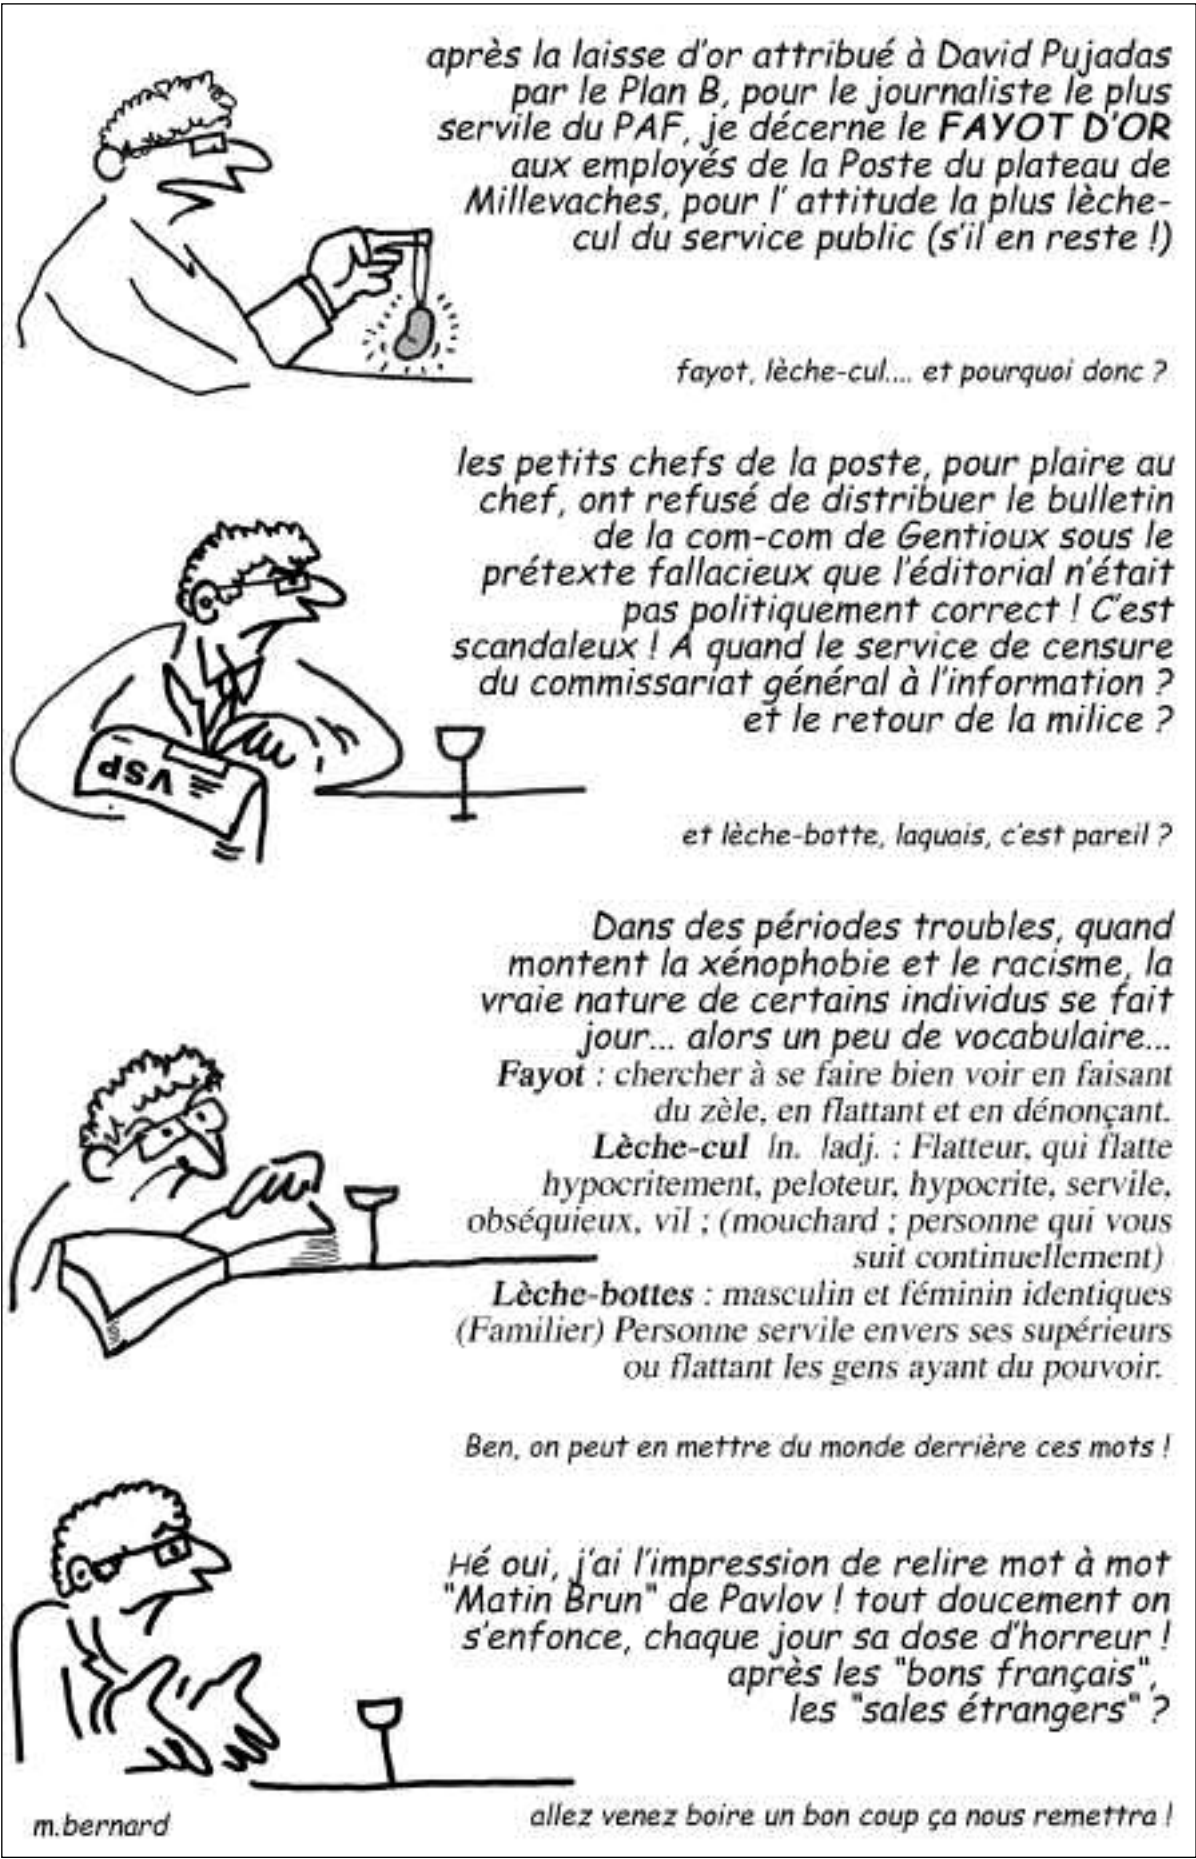 après la laisse d'or attribué à David Pujadas
par le Plan B, pour le journaliste le plus
servile du PAF, je décerne le FAYOT D'OR
aux employés de la Poste du plateau de
Millevaches, pour l' attitude la plus lèche-
cul du service public (s'il en reste !)
fayot, lèche-cul.... et pourquoi donc ?
les petits chefs de la poste, pour plaire au
chef, ont refusé de distribuer le bulletin
de la com-com de Gentioux sous le
prétexte fallacieux que l'éditorial n'était
pas politiquement correct ! C'est
scandaleux ! A quand le service de censure
du commissariat général à l'information ?
et le retour de la milice ?
VSP
et lèche-botte, laquais, c'est pareil ?
Dans des périodes troubles, quand
montent la xénophobie et le racisme, la
vraie nature de certains individus se fait
jour... alors un peu de vocabulaire...
Fayot : chercher à se faire bien voir en faisant
du zèle, en flattant et en dénonçant.
Lèche-cul /n. /adj. : Flatteur, qui flatte
hypocritement, peloteur, hypocrite, servile,
obséquieux, vil ; (mouchard ; personne qui vous
suit continuellement)
Lèche-bottes : masculin et féminin identiques
(Familier) Personne servile envers ses supérieurs
ou flattant les gens ayant du pouvoir.
Ben, on peut en mettre du monde derrière ces mots !
Hé oui, j'ai l'impression de relire mot à mot
"Matin Brun" de Pavlov ! tout doucement on
s'enfonce, chaque jour sa dose d'horreur !
après les "bons français",
les "sales étrangers" ?
allez venez boire un bon coup ça nous remettra !
m.bernard